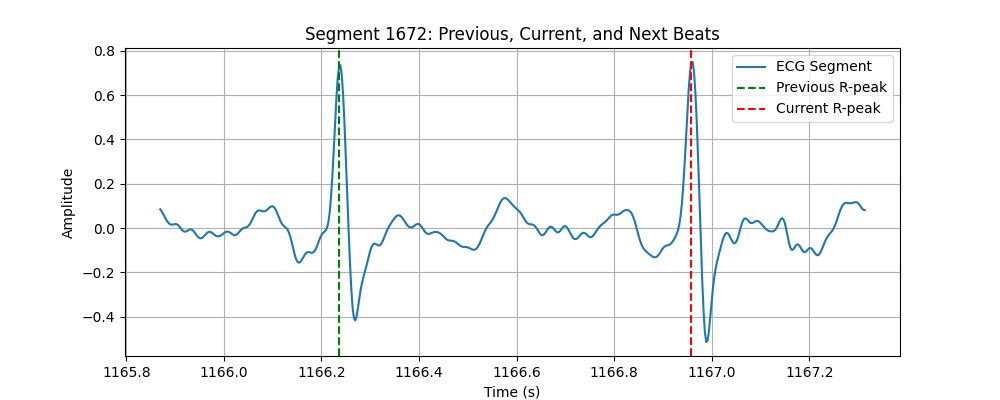 Segment 1672: Previous, Current, and Next Beats
ECG Segment
Previous R-peak
Current R-peak
Amplitude
0.8
0.6
0.4
0.2
0.0
−0.2
−0.4
1165.8 1166.0 1166.2 1166.4 1166.6 1166.8 1167.0 1167.2
Time (s)